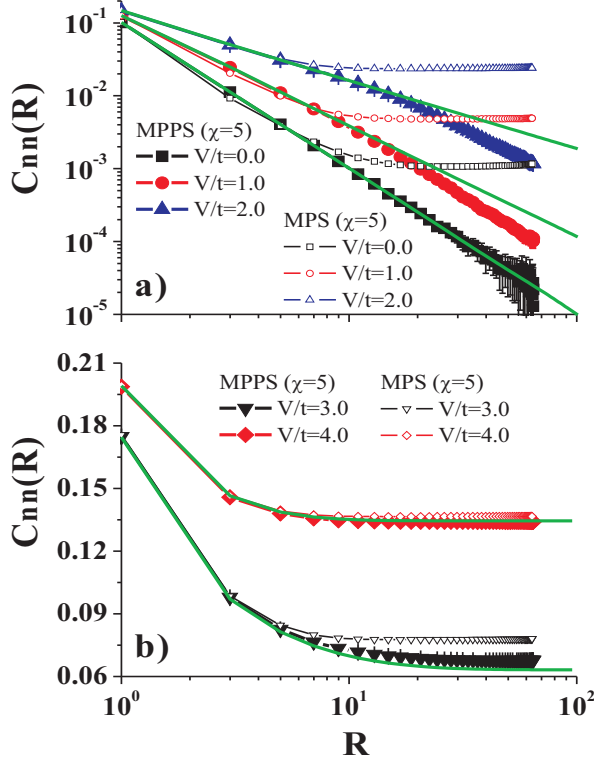 10⁻¹
10⁻²
10⁻³
10⁻⁴
10⁻⁵
Cnn(R)
MPPS (χ=5)
V/t=0.0
V/t=1.0
V/t=2.0
MPS (χ=5)
V/t=0.0
V/t=1.0
V/t=2.0
a)
0.21
0.18
0.15
0.12
0.09
0.06
Cnn(R)
MPPS (χ=5)
V/t=3.0
V/t=4.0
MPS (χ=5)
V/t=3.0
V/t=4.0
b)
10⁰
10¹
10²
R